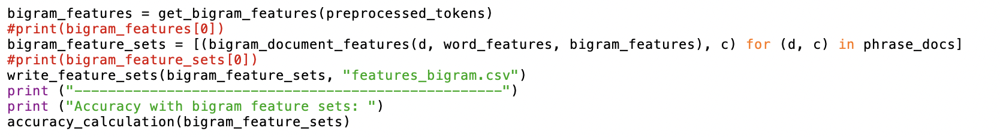 bigram_features = get_bigram_features(preprocessed_tokens)
#print(bigram_features[0])
bigram_feature_sets = [(bigram_document_features(d, word_features, bigram_features), c) for (d, c) in phrase_docs]
#print(bigram_feature_sets[0])
write_feature_sets(bigram_feature_sets, "features_bigram.csv")
print ("---------------------------------------------------")
print ("Accuracy with bigram feature sets: ")
accuracy_calculation(bigram_feature_sets)